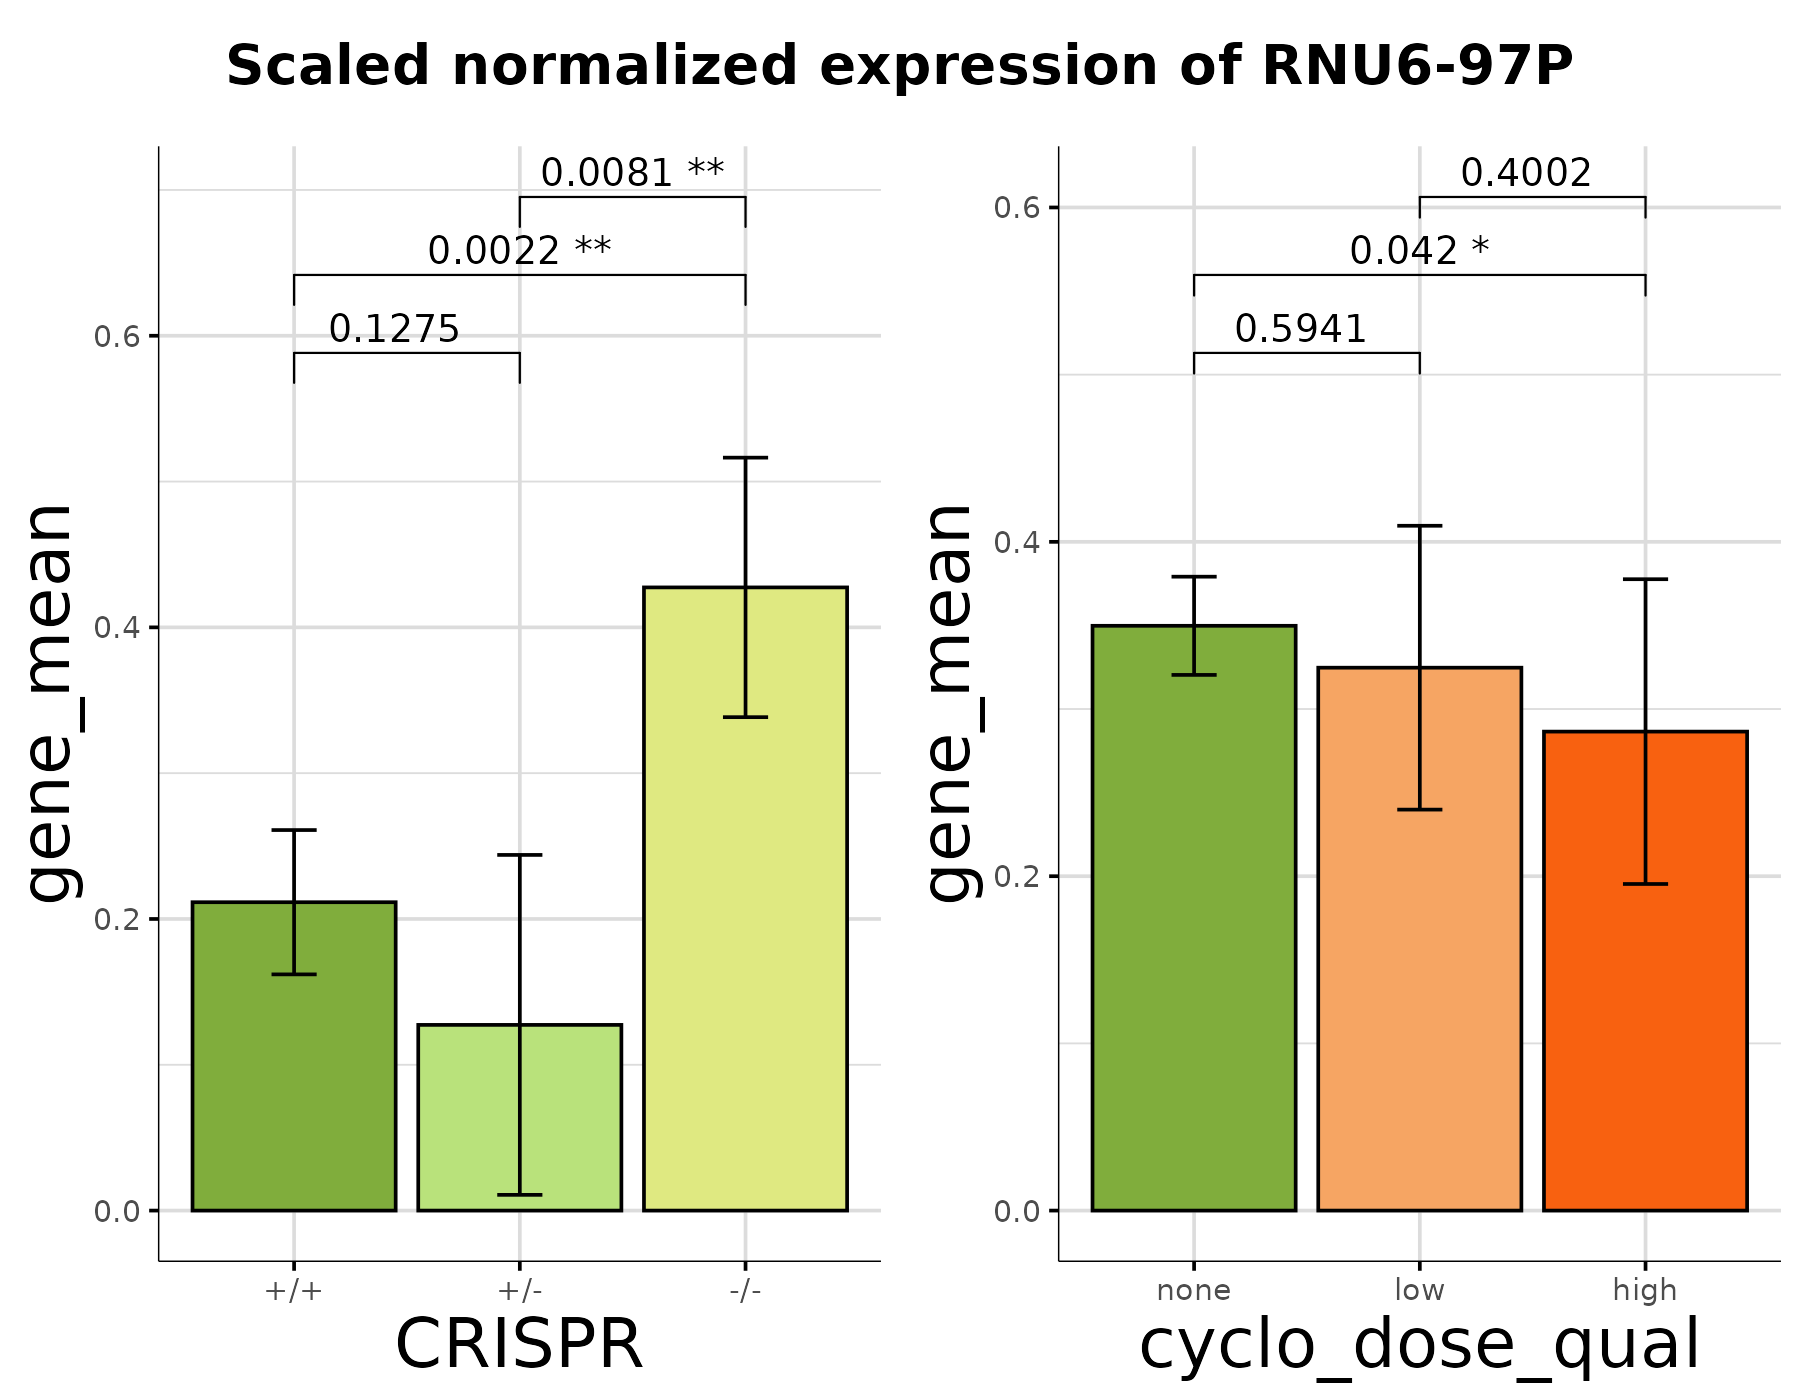 Scaled normalized expression of RNU6-97P
gene_mean
0.6
0.4
0.2
0.0
0.0081 **
0.0022 **
0.1275
+/+ +/- -/-
CRISPR
gene_mean
0.6
0.4
0.2
0.0
0.4002
0.042 *
0.5941
none low high
cyclo_dose_qual